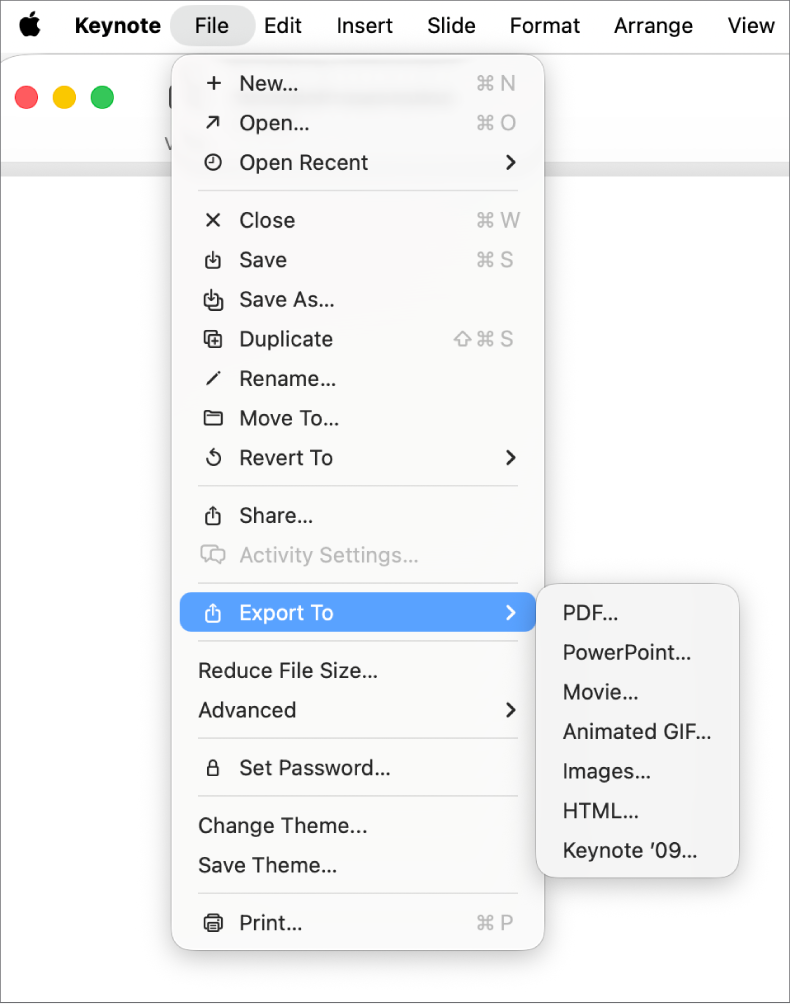 Keynote File Edit Insert Slide Format Arrange View
New... ⌘ N
Open... ⌘ O
Open Recent
Close ⌘ W
Save ⌘ S
Save As...
Duplicate ⇧ ⌘ S
Rename...
Move To...
Revert To
Share...
Activity Settings...
Export To
PDF...
PowerPoint...
Movie...
Animated GIF...
Images...
HTML...
Keynote ’09...
Reduce File Size...
Advanced
Set Password...
Change Theme...
Save Theme...
Print... ⌘ P